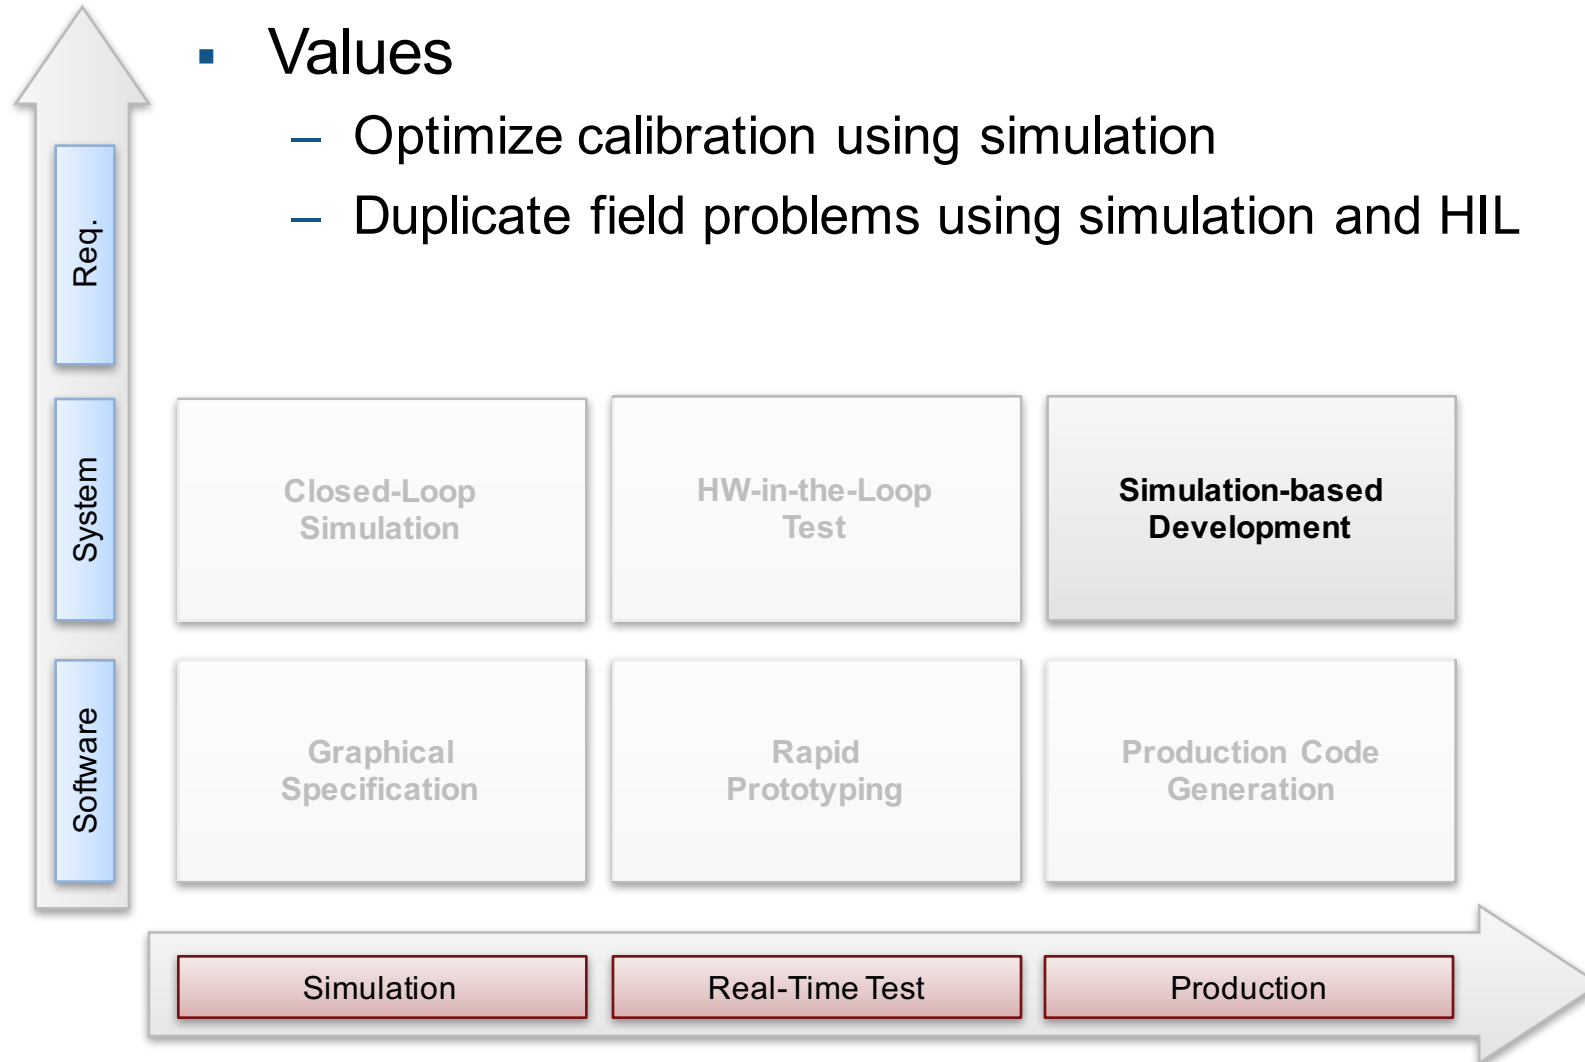 ▪ Values
– Optimize calibration using simulation
– Duplicate field problems using simulation and HIL
Req.
System
Software
Closed-Loop
Simulation
HW-in-the-Loop
Test
Simulation-based
Development
Graphical
Specification
Rapid
Prototyping
Production Code
Generation
Simulation
Real-Time Test
Production